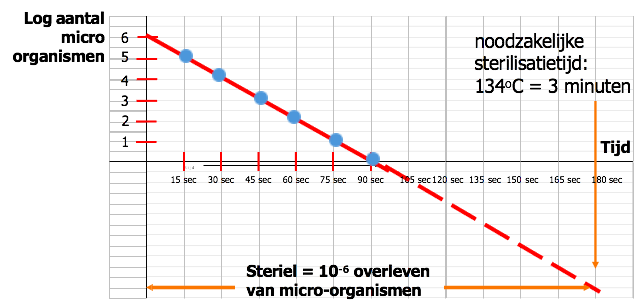 Log aantal
micro
organismen
6
5
4
3
2
1
noodzakelijke
sterilisatietijd:
134ºC = 3 minuten
Tijd
15 sec 30 sec 45 sec 60 sec 75 sec 90 sec 105 sec 120 sec 135 sec 150 sec 165 sec 180 sec
Steriel = 10⁻⁶ overleven
van micro-organismen